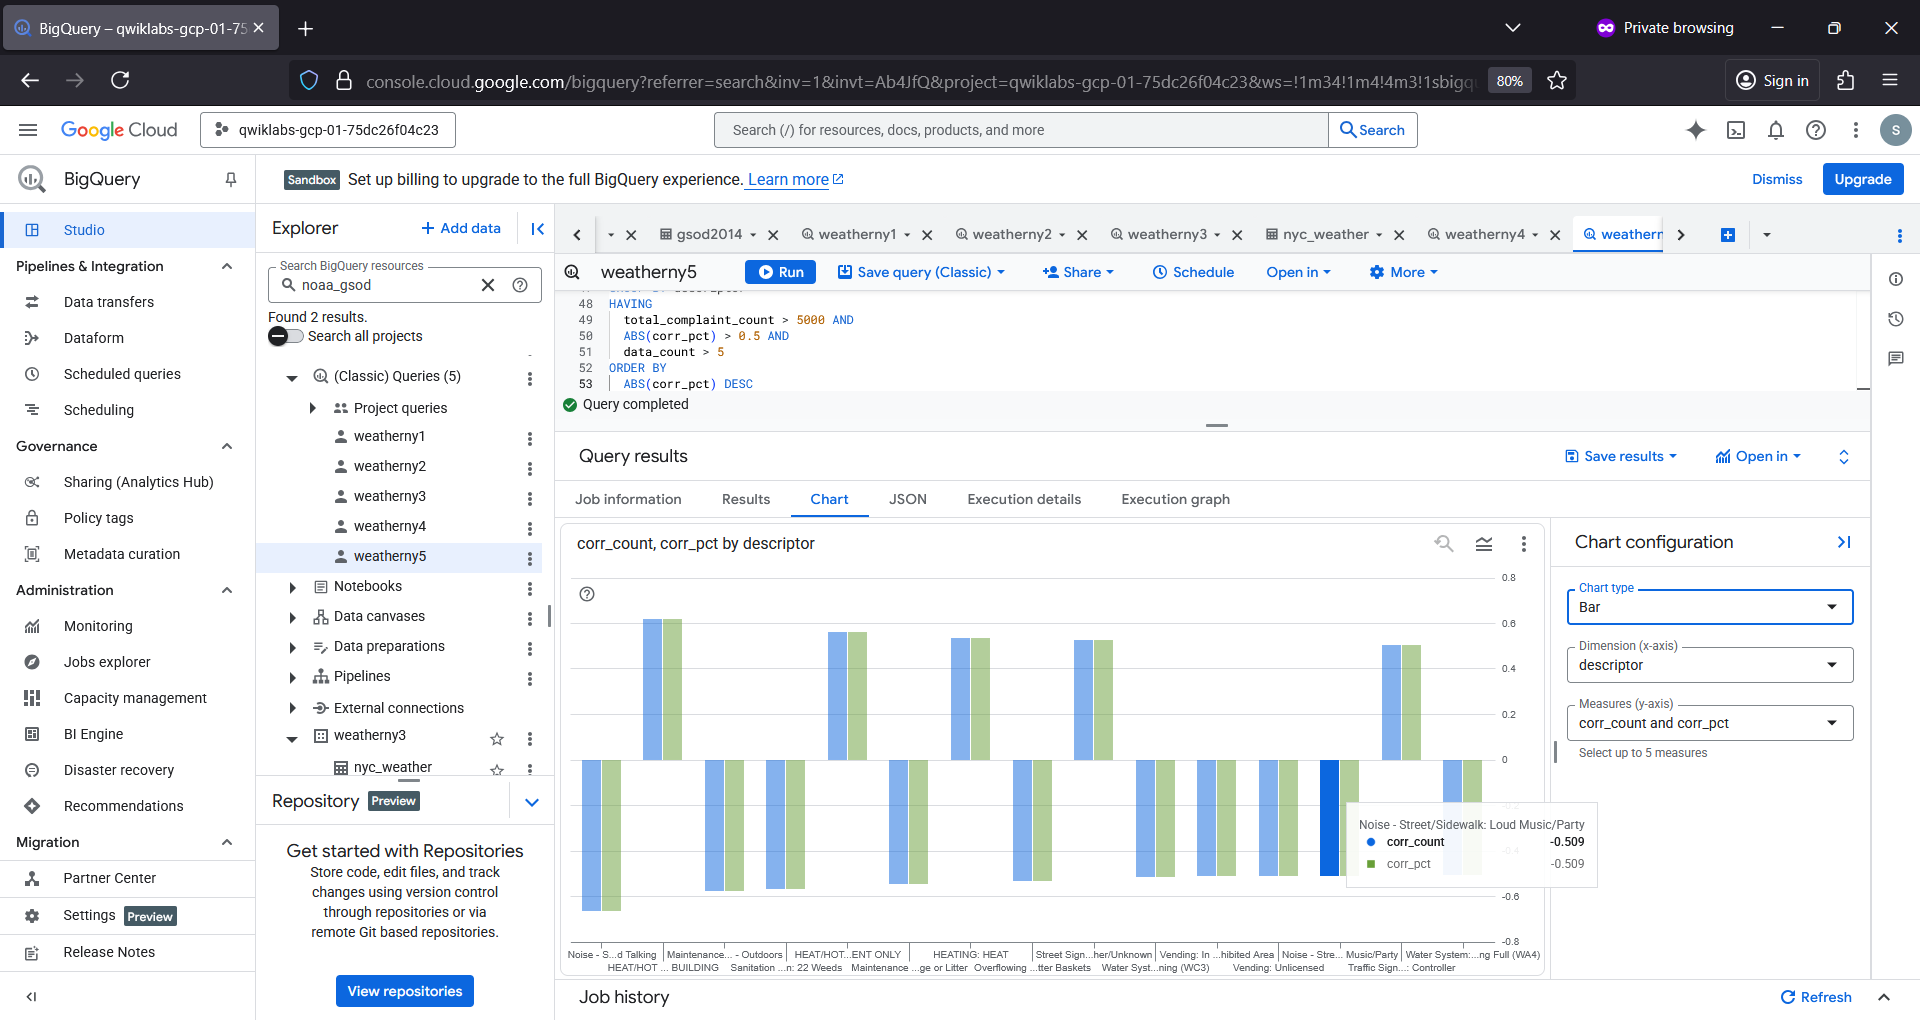 BigQuery – qwiklabs-gcp-01-75
Private browsing
console.cloud.google.com/bigquery?referrer=search&inv=1&invt=Ab4JfQ&project=qwiklabs-gcp-01-75dc26f04c23&ws=!1m34!1m4!4m3!1sbigqu
80%
Sign in
Google Cloud
qwiklabs-gcp-01-75dc26f04c23
Search (/) for resources, docs, products, and more
Search
S
BigQuery
Sandbox Set up billing to upgrade to the full BigQuery experience. Learn more
Dismiss
Upgrade
Studio
Pipelines & Integration
Data transfers
Dataform
Scheduled queries
Scheduling
Governance
Sharing (Analytics Hub)
Policy tags
Metadata curation
Administration
Monitoring
Jobs explorer
Capacity management
BI Engine
Disaster recovery
Recommendations
Migration
Partner Center
Settings Preview
Release Notes
Explorer
+ Add data
Search BigQuery resources
noaa_gsod
Found 2 results.
Search all projects
(Classic) Queries (5)
Project queries
weatherny1
weatherny2
weatherny3
weatherny4
weatherny5
Notebooks
Data canvases
Data preparations
Pipelines
External connections
weatherny3
nyc_weather
Repository Preview
Get started with Repositories
Store code, edit files, and track
changes using version control
through repositories or via
remote Git based repositories.
View repositories
gsod2014
weatherny1
weatherny2
weatherny3
nyc_weather
weatherny4
weathern
weatherny5
Run
Save query (Classic)
Share
Schedule
Open in
More
48 HAVING
49 total_complaint_count > 5000 AND
50 ABS(corr_pct) > 0.5 AND
51 data_count > 5
52 ORDER BY
53 ABS(corr_pct) DESC
Query completed
Query results
Save results
Open in
Job information
Results
Chart
JSON
Execution details
Execution graph
corr_count, corr_pct by descriptor
0.8
0.6
0.4
0.2
0
-0.2
-0.4
-0.6
-0.8
Noise - Street/Sidewalk: Loud Music/Party
corr_count -0.509
corr_pct -0.509
Noise - S...d Talking
Maintenance... - Outdoors
HEAT/HOT...ENT ONLY
HEATING: HEAT
Street Sign...her/Unknown
Vending: In ...hibited Area
Noise - Stre... Music/Party
Water System:...ng Full (WA4)
HEAT/HOT ... BUILDING
Sanitation ...n: 22 Weeds
Maintenance ...ge or Litter
Overflowing ...tter Baskets
Water Syst...ning (WC3)
Vending: Unlicensed
Traffic Sign...: Controller
Chart configuration
Chart type
Bar
Dimension (x-axis)
descriptor
Measures (y-axis)
corr_count and corr_pct
Select up to 5 measures
Job history
Refresh